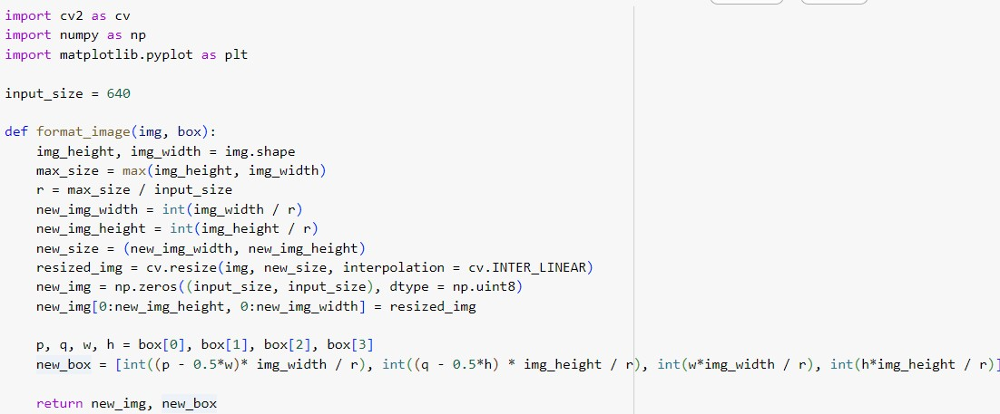 import cv2 as cv
import numpy as np
import matplotlib.pyplot as plt
input_size = 640
def format_image(img, box):
    img_height, img_width = img.shape
    max_size = max(img_height, img_width)
    r = max_size / input_size
    new_img_width = int(img_width / r)
    new_img_height = int(img_height / r)
    new_size = (new_img_width, new_img_height)
    resized_img = cv.resize(img, new_size, interpolation = cv.INTER_LINEAR)
    new_img = np.zeros((input_size, input_size), dtype = np.uint8)
    new_img[0:new_img_height, 0:new_img_width] = resized_img
    p, q, w, h = box[0], box[1], box[2], box[3]
    new_box = [int((p - 0.5*w)* img_width / r), int((q - 0.5*h) * img_height / r), int(w*img_width / r), int(h*img_height / r)]
    return new_img, new_box